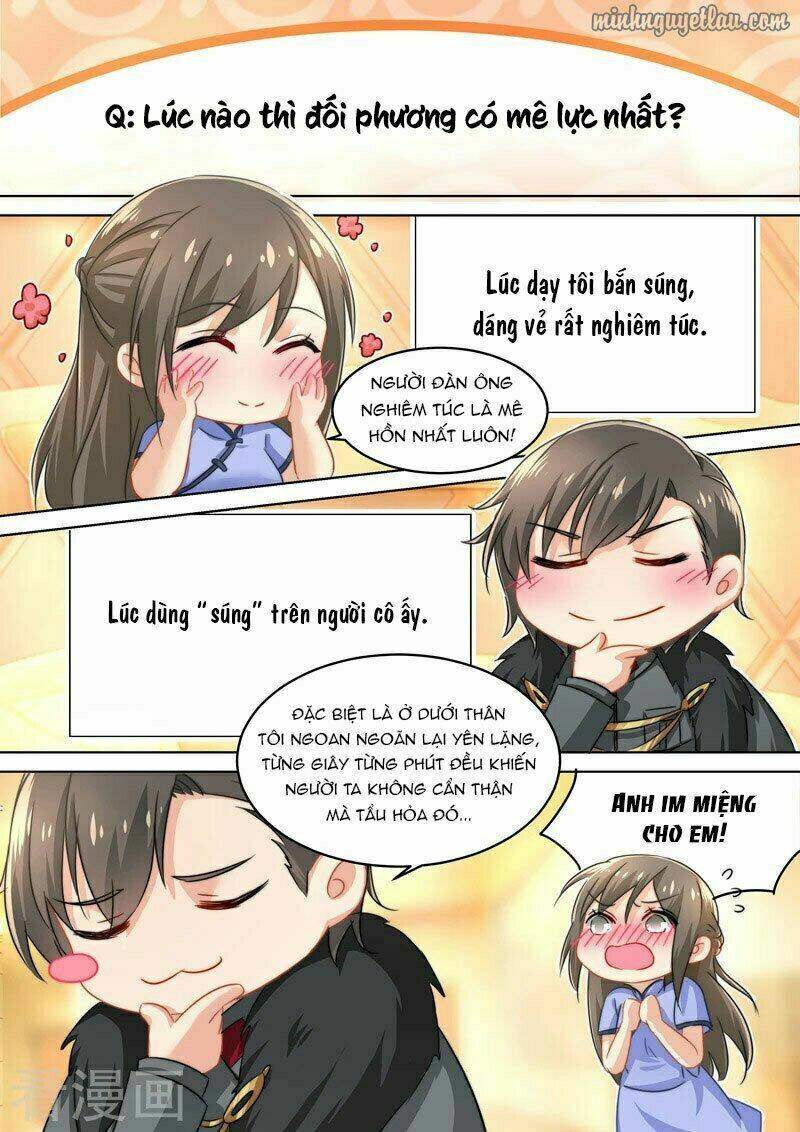 minhnguyetlau.com
Q: Lúc nào thì đối phương có mê lực nhất?
Lúc dạy tôi bắn súng,
dáng vẻ rất nghiêm túc.
NGƯỜI ĐÀN ÔNG
NGHIÊM TÚC LÀ MÊ
HỒN NHẤT LUÔN!
Lúc dùng “súng” trên người cô ấy.
ĐẶC BIỆT LÀ Ở DƯỚI THÂN
TÔI NGOAN NGOÃN LẠI YÊN LẶNG,
TỪNG GIÂY TỪNG PHÚT ĐỀU KHIẾN
NGƯỜI TA KHÔNG CẨN THẬN
MÀ TẨU HỎA ĐÓ...
ANH IM MIỆNG
CHO EM!
看漫画